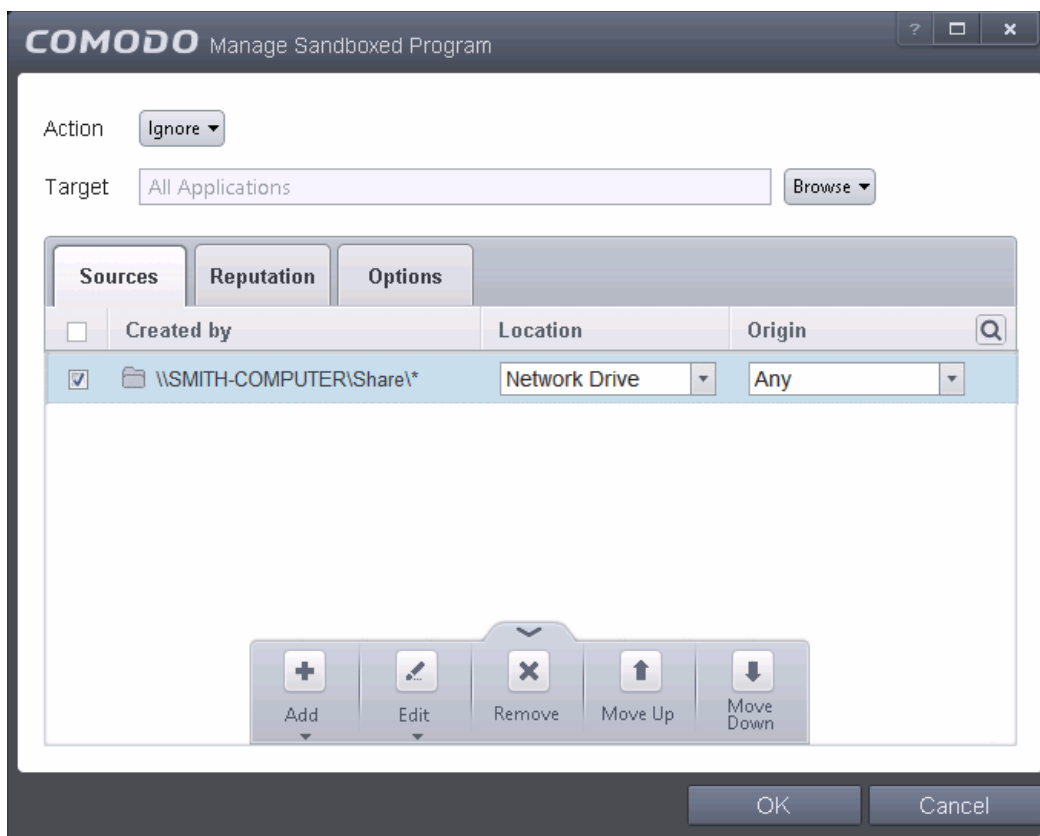 COMODO Manage Sandboxed Program ?
Action Ignore
Target All Applications Browse
Sources Reputation Options
Created by Location Origin
\\SMITH-COMPUTER\Share\* Network Drive Any
Add Edit Remove Move Up Move
Down
OK Cancel